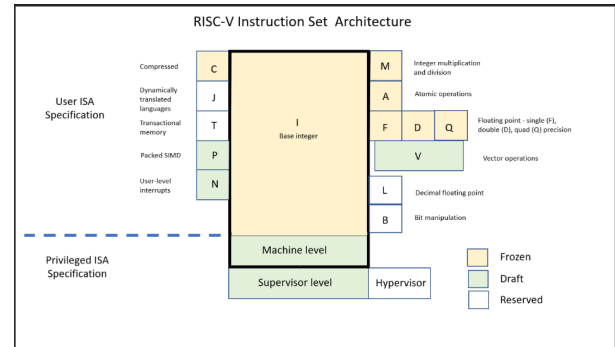 RISC-V Instruction Set Architecture
User ISA
Specification
Compressed
C
Dynamically
translated
languages
J
Transactional
memory
T
Packed SIMD
P
User-level
interrupts
N
I
Base integer
M
Integer multiplication
and division
A
Atomic operations
F
D
Q
Floating point - single (F),
double (D), quad (Q) precision
V
Vector operations
L
Decimal floating point
B
Bit manipulation
Privileged ISA
Specification
Machine level
Supervisor level
Hypervisor
Frozen
Draft
Reserved